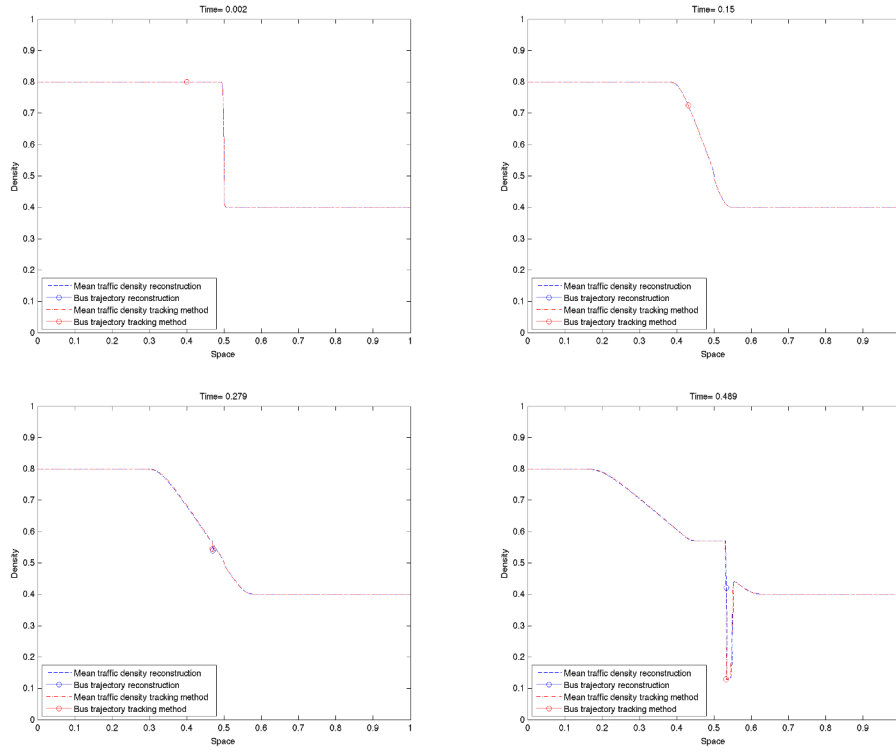 Time= 0.002
1
0.9
0.8
0.7
0.6
0.5
0.4
0.3
0.2
0.1
0
Density
Mean traffic density reconstruction
Bus trajectory reconstruction
Mean traffic density tracking method
Bus trajectory tracking method
0 0.1 0.2 0.3 0.4 0.5 0.6 0.7 0.8 0.9 1
Space
Time= 0.15
1
0.9
0.8
0.7
0.6
0.5
0.4
0.3
0.2
0.1
0
Density
Mean traffic density reconstruction
Bus trajectory reconstruction
Mean traffic density tracking method
Bus trajectory tracking method
0 0.1 0.2 0.3 0.4 0.5 0.6 0.7 0.8 0.9
Space
Time= 0.279
1
0.9
0.8
0.7
0.6
0.5
0.4
0.3
0.2
0.1
0
Density
Mean traffic density reconstruction
Bus trajectory reconstruction
Mean traffic density tracking method
Bus trajectory tracking method
0 0.1 0.2 0.3 0.4 0.5 0.6 0.7 0.8 0.9 1
Space
Time= 0.489
1
0.9
0.8
0.7
0.6
0.5
0.4
0.3
0.2
0.1
0
Density
Mean traffic density reconstruction
Bus trajectory reconstruction
Mean traffic density tracking method
Bus trajectory tracking method
0 0.1 0.2 0.3 0.4 0.5 0.6 0.7 0.8 0.9
Space